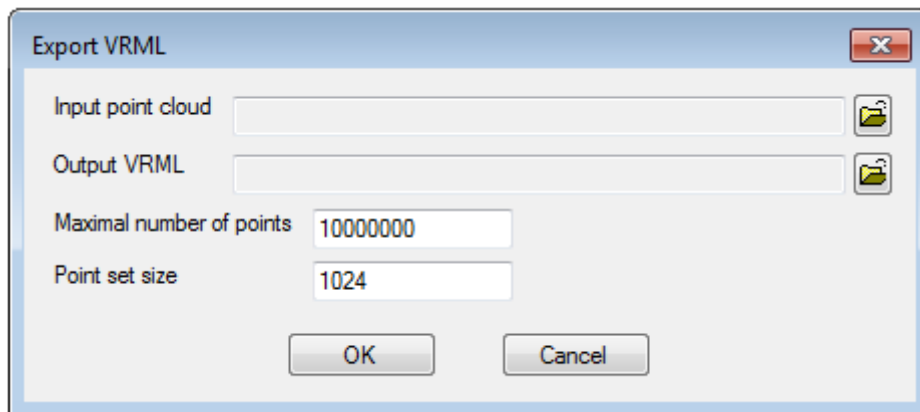 Export VRML
Input point cloud
Output VRML
Maximal number of points 10000000
Point set size 1024
OK Cancel